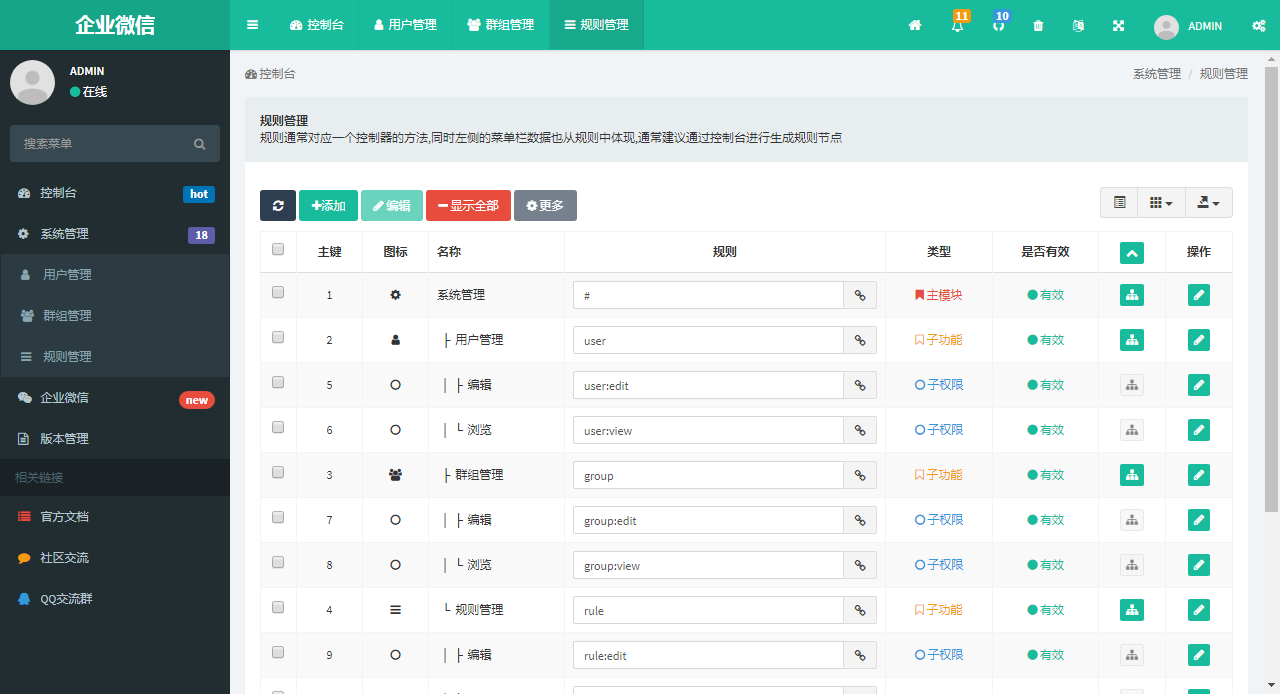 企业微信
控制台
用户管理
群组管理
规则管理
11
10
ADMIN
ADMIN
在线
搜索菜单
控制台 hot
系统管理 18
用户管理
群组管理
规则管理
企业微信 new
版本管理
相关链接
官方文档
社区交流
QQ交流群
控制台
系统管理 / 规则管理
规则管理
规则通常对应一个控制器的方法,同时左侧的菜单栏数据也从规则中体现,通常建议通过控制台进行生成规则节点
添加 编辑 显示全部 更多
主键 图标 名称 规则 类型 是否有效 操作
1 系统管理 # 主模块 有效
2 ├ 用户管理 user 子功能 有效
5 │ ├ 编辑 user:edit 子权限 有效
6 │ └ 浏览 user:view 子权限 有效
3 ├ 群组管理 group 子功能 有效
7 │ ├ 编辑 group:edit 子权限 有效
8 │ └ 浏览 group:view 子权限 有效
4 └ 规则管理 rule 子功能 有效
9 │ ├ 编辑 rule:edit 子权限 有效